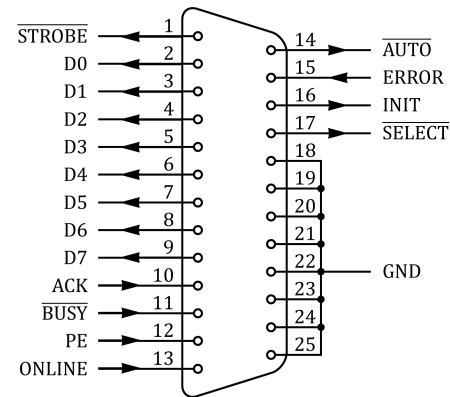 STROBE 1
D0 2
D1 3
D2 4
D3 5
D4 6
D5 7
D6 8
D7 9
ACK 10
BUSY 11
PE 12
ONLINE 13
14 AUTO
15 ERROR
16 INIT
17 SELECT
18
19
20
21
22 GND
23
24
25